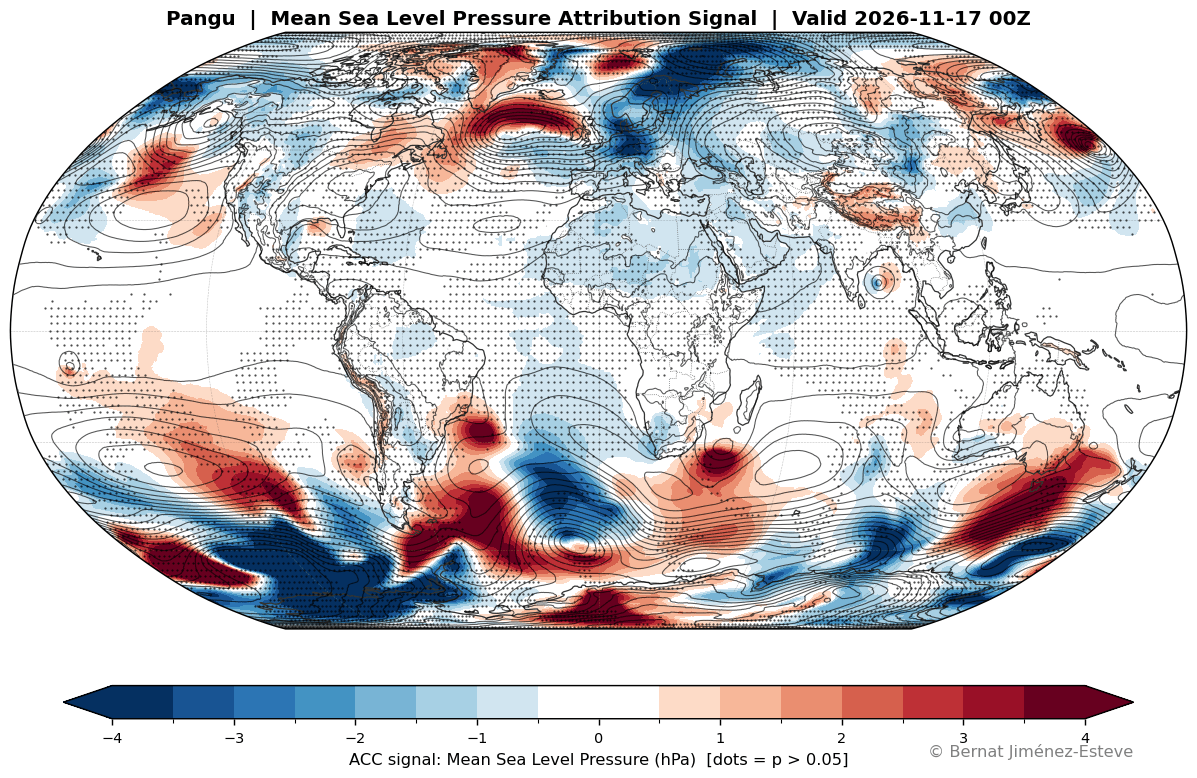 Pangu  |  Mean Sea Level Pressure Attribution Signal  |  Valid 2026-11-17 00Z
−4 −3 −2 −1 0 1 2 3 4
ACC signal: Mean Sea Level Pressure (hPa)  [dots = p > 0.05]
© Bernat Jiménez-Esteve